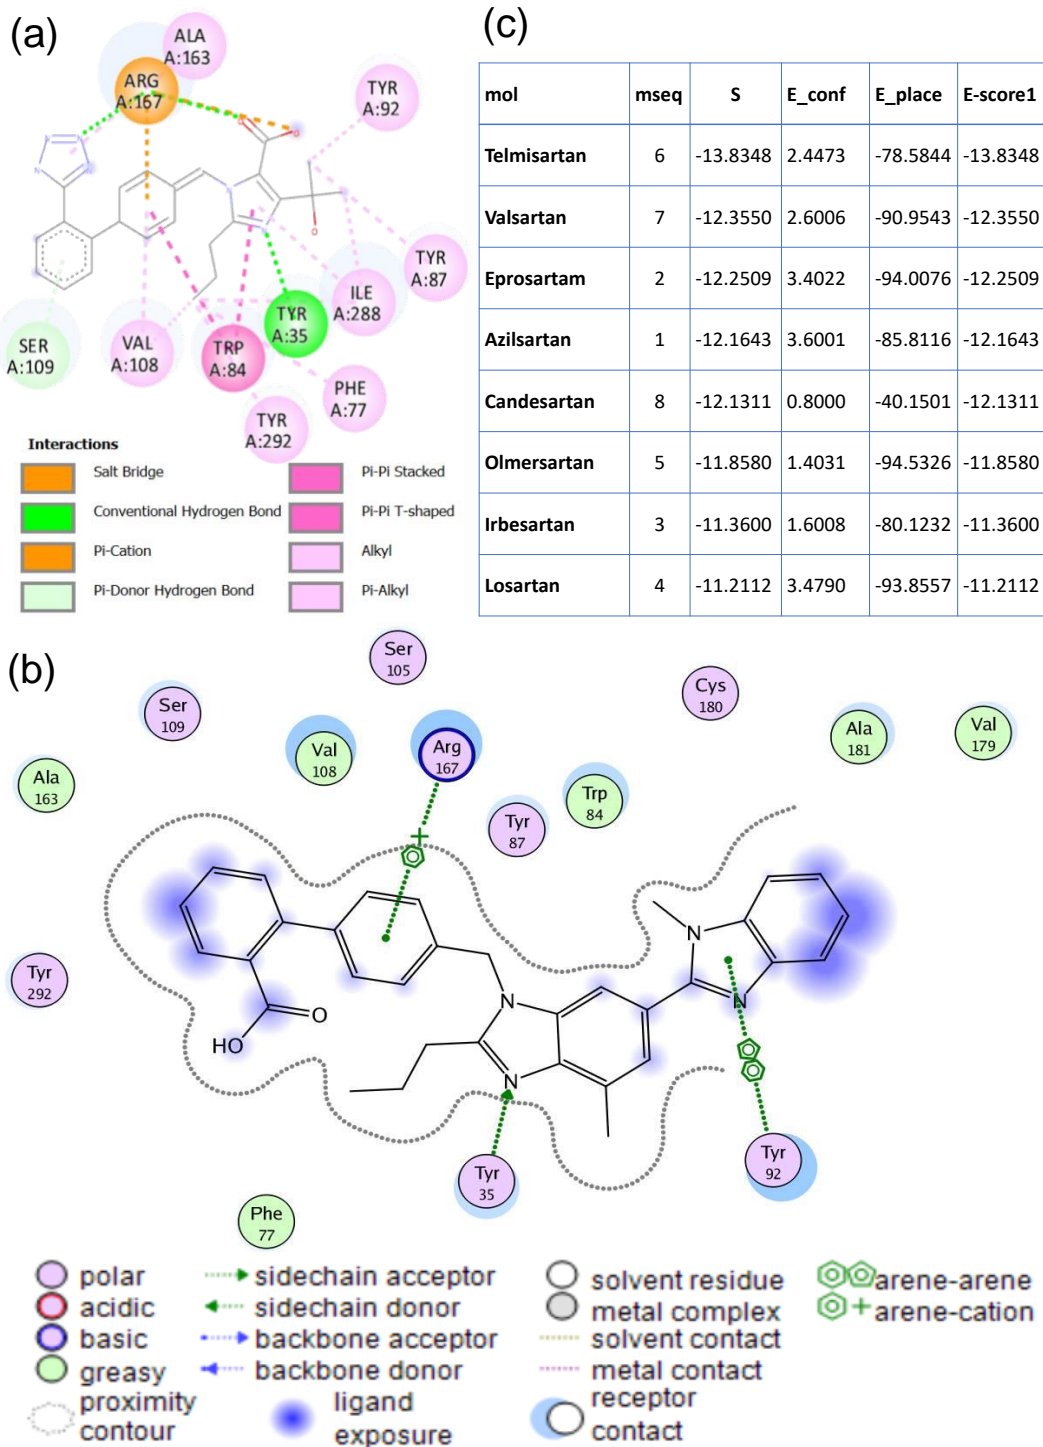 (a)
ALA
A:163
ARG
A:167
TYR
A:92
N
N
N
N
O
O
N
N
O
TYR
A:87
ILE
A:288
TYR
A:35
SER
A:109
VAL
A:108
TRP
A:84
PHE
A:77
TYR
A:292
Interactions
Salt Bridge
Conventional Hydrogen Bond
Pi-Cation
Pi-Donor Hydrogen Bond
Pi-Pi Stacked
Pi-Pi T-shaped
Alkyl
Pi-Alkyl
(c)
mol mseq S E_conf E_place E-score1
Telmisartan 6 -13.8348 2.4473 -78.5844 -13.8348
Valsartan 7 -12.3550 2.6006 -90.9543 -12.3550
Eprosartam 2 -12.2509 3.4022 -94.0076 -12.2509
Azilsartan 1 -12.1643 3.6001 -85.8116 -12.1643
Candesartan 8 -12.1311 0.8000 -40.1501 -12.1311
Olmersartan 5 -11.8580 1.4031 -94.5326 -11.8580
Irbesartan 3 -11.3600 1.6008 -80.1232 -11.3600
Losartan 4 -11.2112 3.4790 -93.8557 -11.2112
(b)
Ser
105
Cys
180
Ser
109
Val
108
Arg
167
Ala
181
Val
179
Ala
163
Trp
84
Tyr
87
Tyr
292
N
N
O
HO
N
N
Tyr
35
Tyr
92
Phe
77
polar
acidic
basic
greasy
proximity
contour
sidechain acceptor
sidechain donor
backbone acceptor
backbone donor
ligand
exposure
solvent residue
metal complex
solvent contact
metal contact
receptor
contact
arene-arene
arene-cation